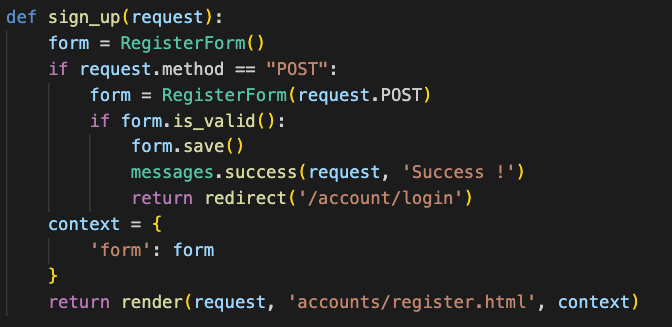 def sign_up(request):
    form = RegisterForm()
    if request.method == "POST":
        form = RegisterForm(request.POST)
        if form.is_valid():
            form.save()
            messages.success(request, 'Success !')
            return redirect('/account/login')
    context = {
        'form': form
    }
    return render(request, 'accounts/register.html', context)